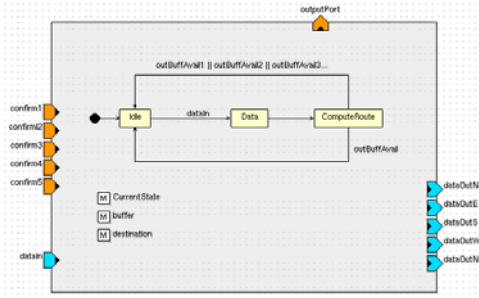 outputPort
outBuffAvail1 || outBuffAvail2 || outBuffAvail3...
confirm1
confirmI2
confirm3
confirm4
confirm5
Idle
dataIn
Data
ComputeRoute
outBuffAvail
M CurrentState
M buffer
M destination
dataIn
dataOutN
dataOutE
dataOutS
dataOutW
dataOutN